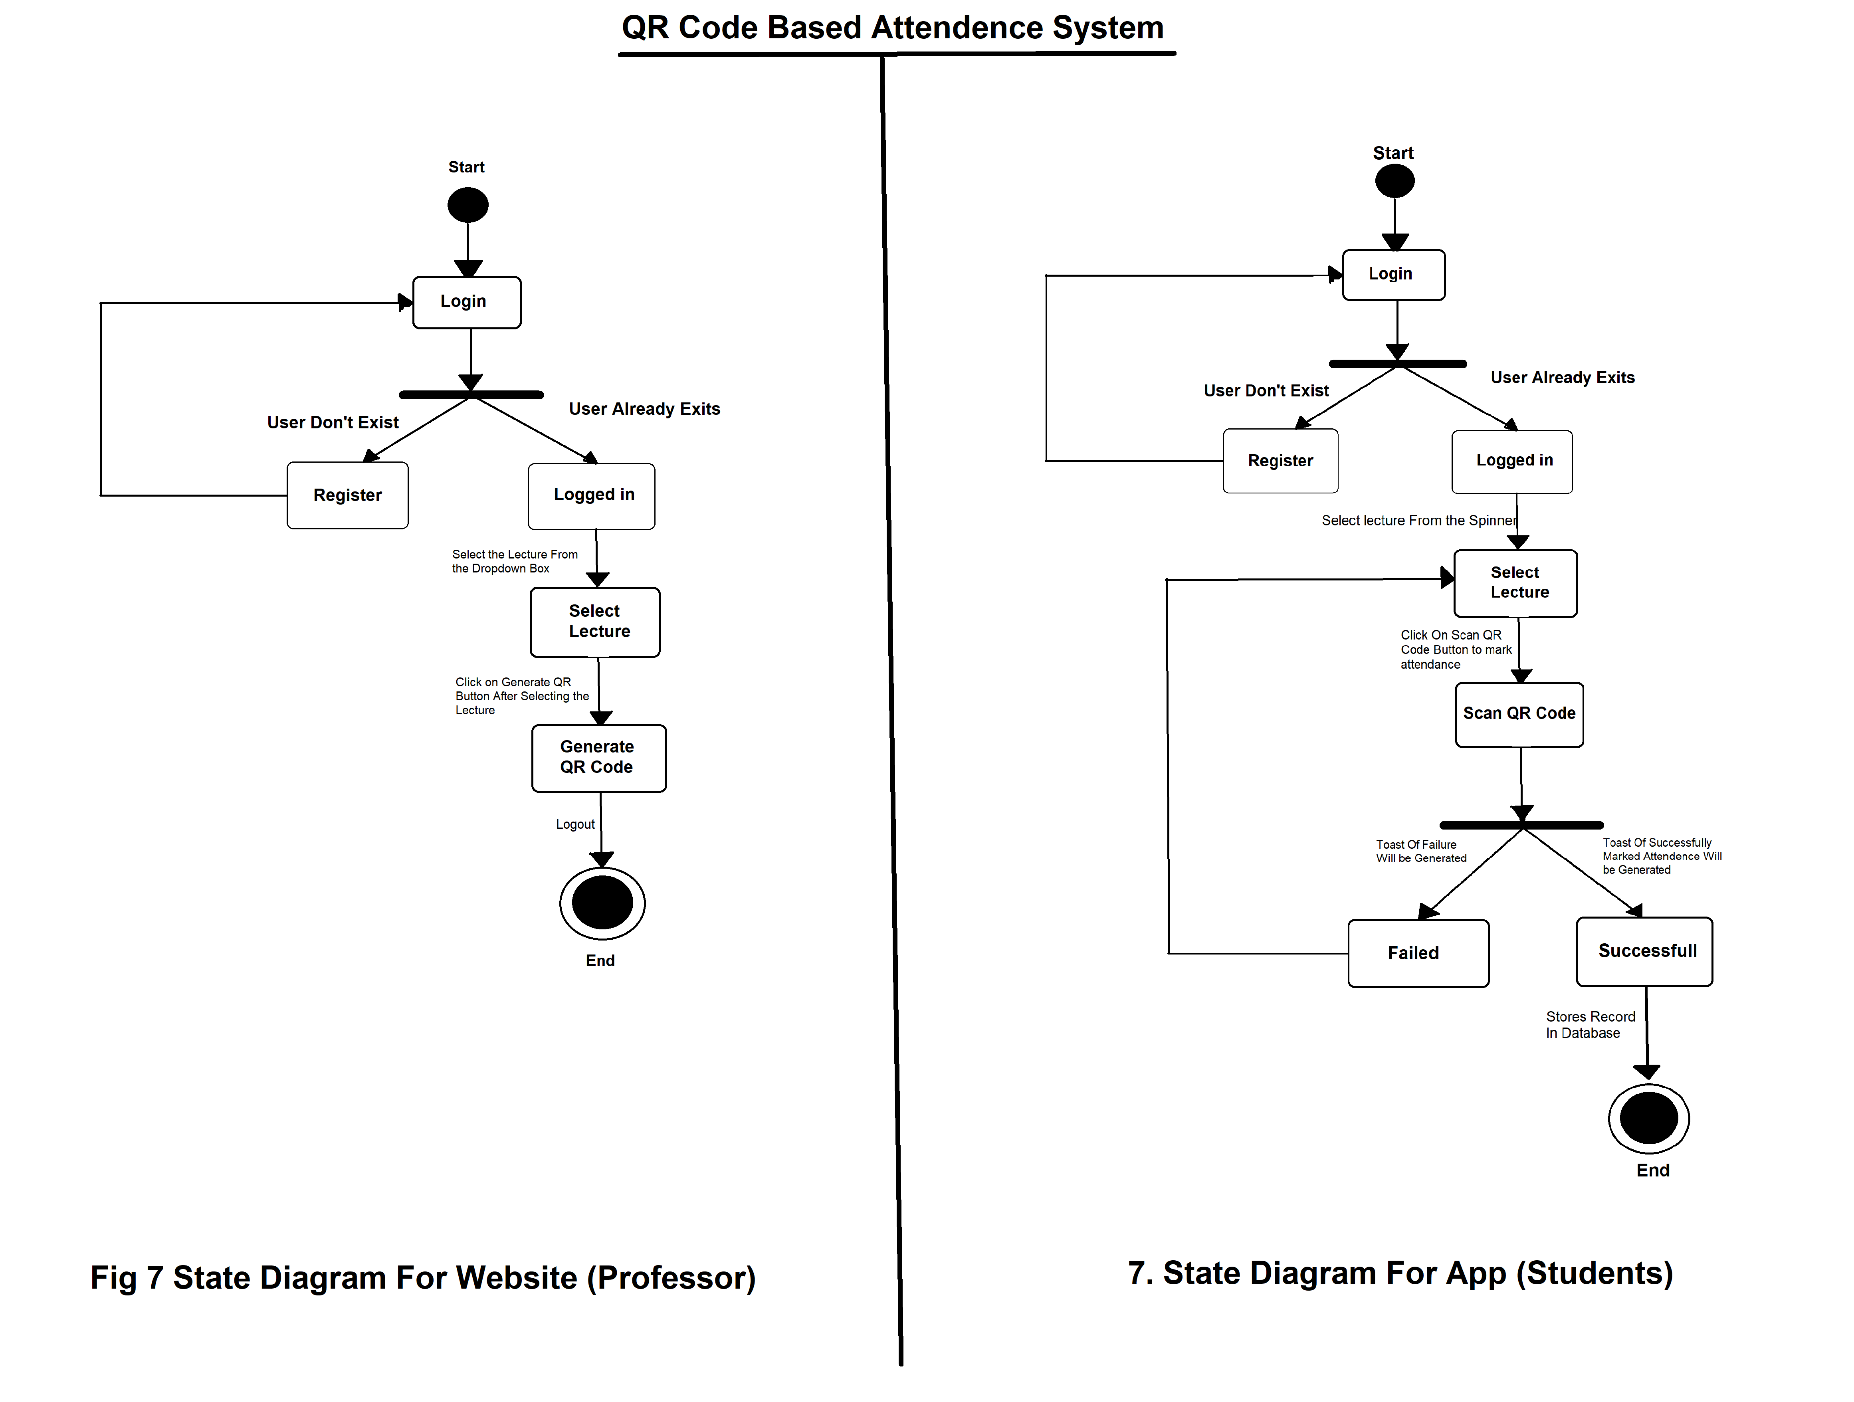 QR Code Based Attendence System
Start
Login
User Don't Exist
User Already Exits
Register
Logged in
Select the Lecture From
the Dropdown Box
Select
Lecture
Click on Generate QR
Button After Selecting the
Lecture
Generate
QR Code
Logout
End
Fig 7 State Diagram For Website (Professor)
Start
Login
User Don't Exist
User Already Exits
Register
Logged in
Select lecture From the Spinner
Select
Lecture
Click On Scan QR
Code Button to mark
attendance
Scan QR Code
Toast Of Failure
Will be Generated
Toast Of Successfully
Marked Attendence Will
be Generated
Failed
Successfull
Stores Record
In Database
End
7. State Diagram For App (Students)